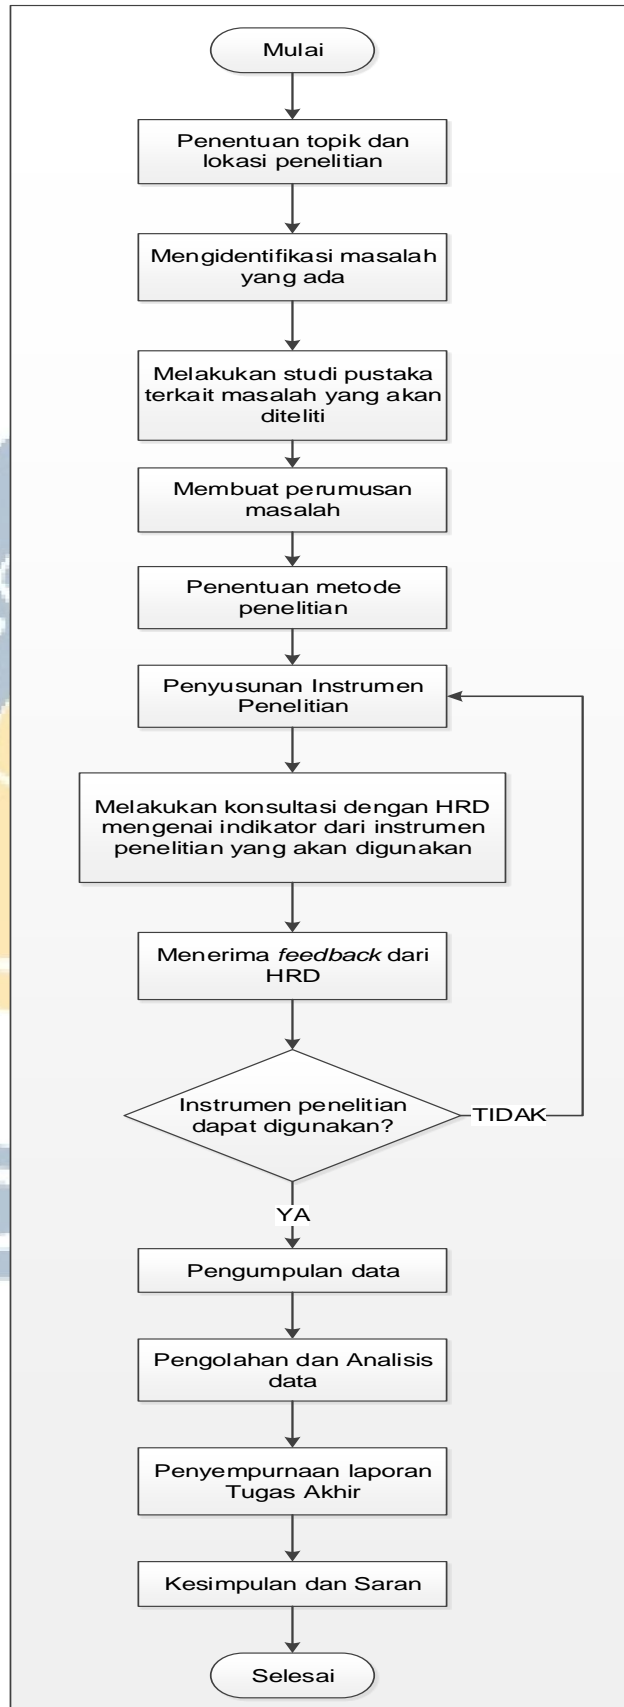 Mulai
Penentuan topik dan
lokasi penelitian
Mengidentifikasi masalah
yang ada
Melakukan studi pustaka
terkait masalah yang akan
diteliti
Membuat perumusan
masalah
Penentuan metode
penelitian
Penyusunan Instrumen
Penelitian
Melakukan konsultasi dengan HRD
mengenai indikator dari instrumen
penelitian yang akan digunakan
Menerima feedback dari
HRD
Instrumen penelitian
dapat digunakan?
TIDAK
YA
Pengumpulan data
Pengolahan dan Analisis
data
Penyempurnaan laporan
Tugas Akhir
Kesimpulan dan Saran
Selesai